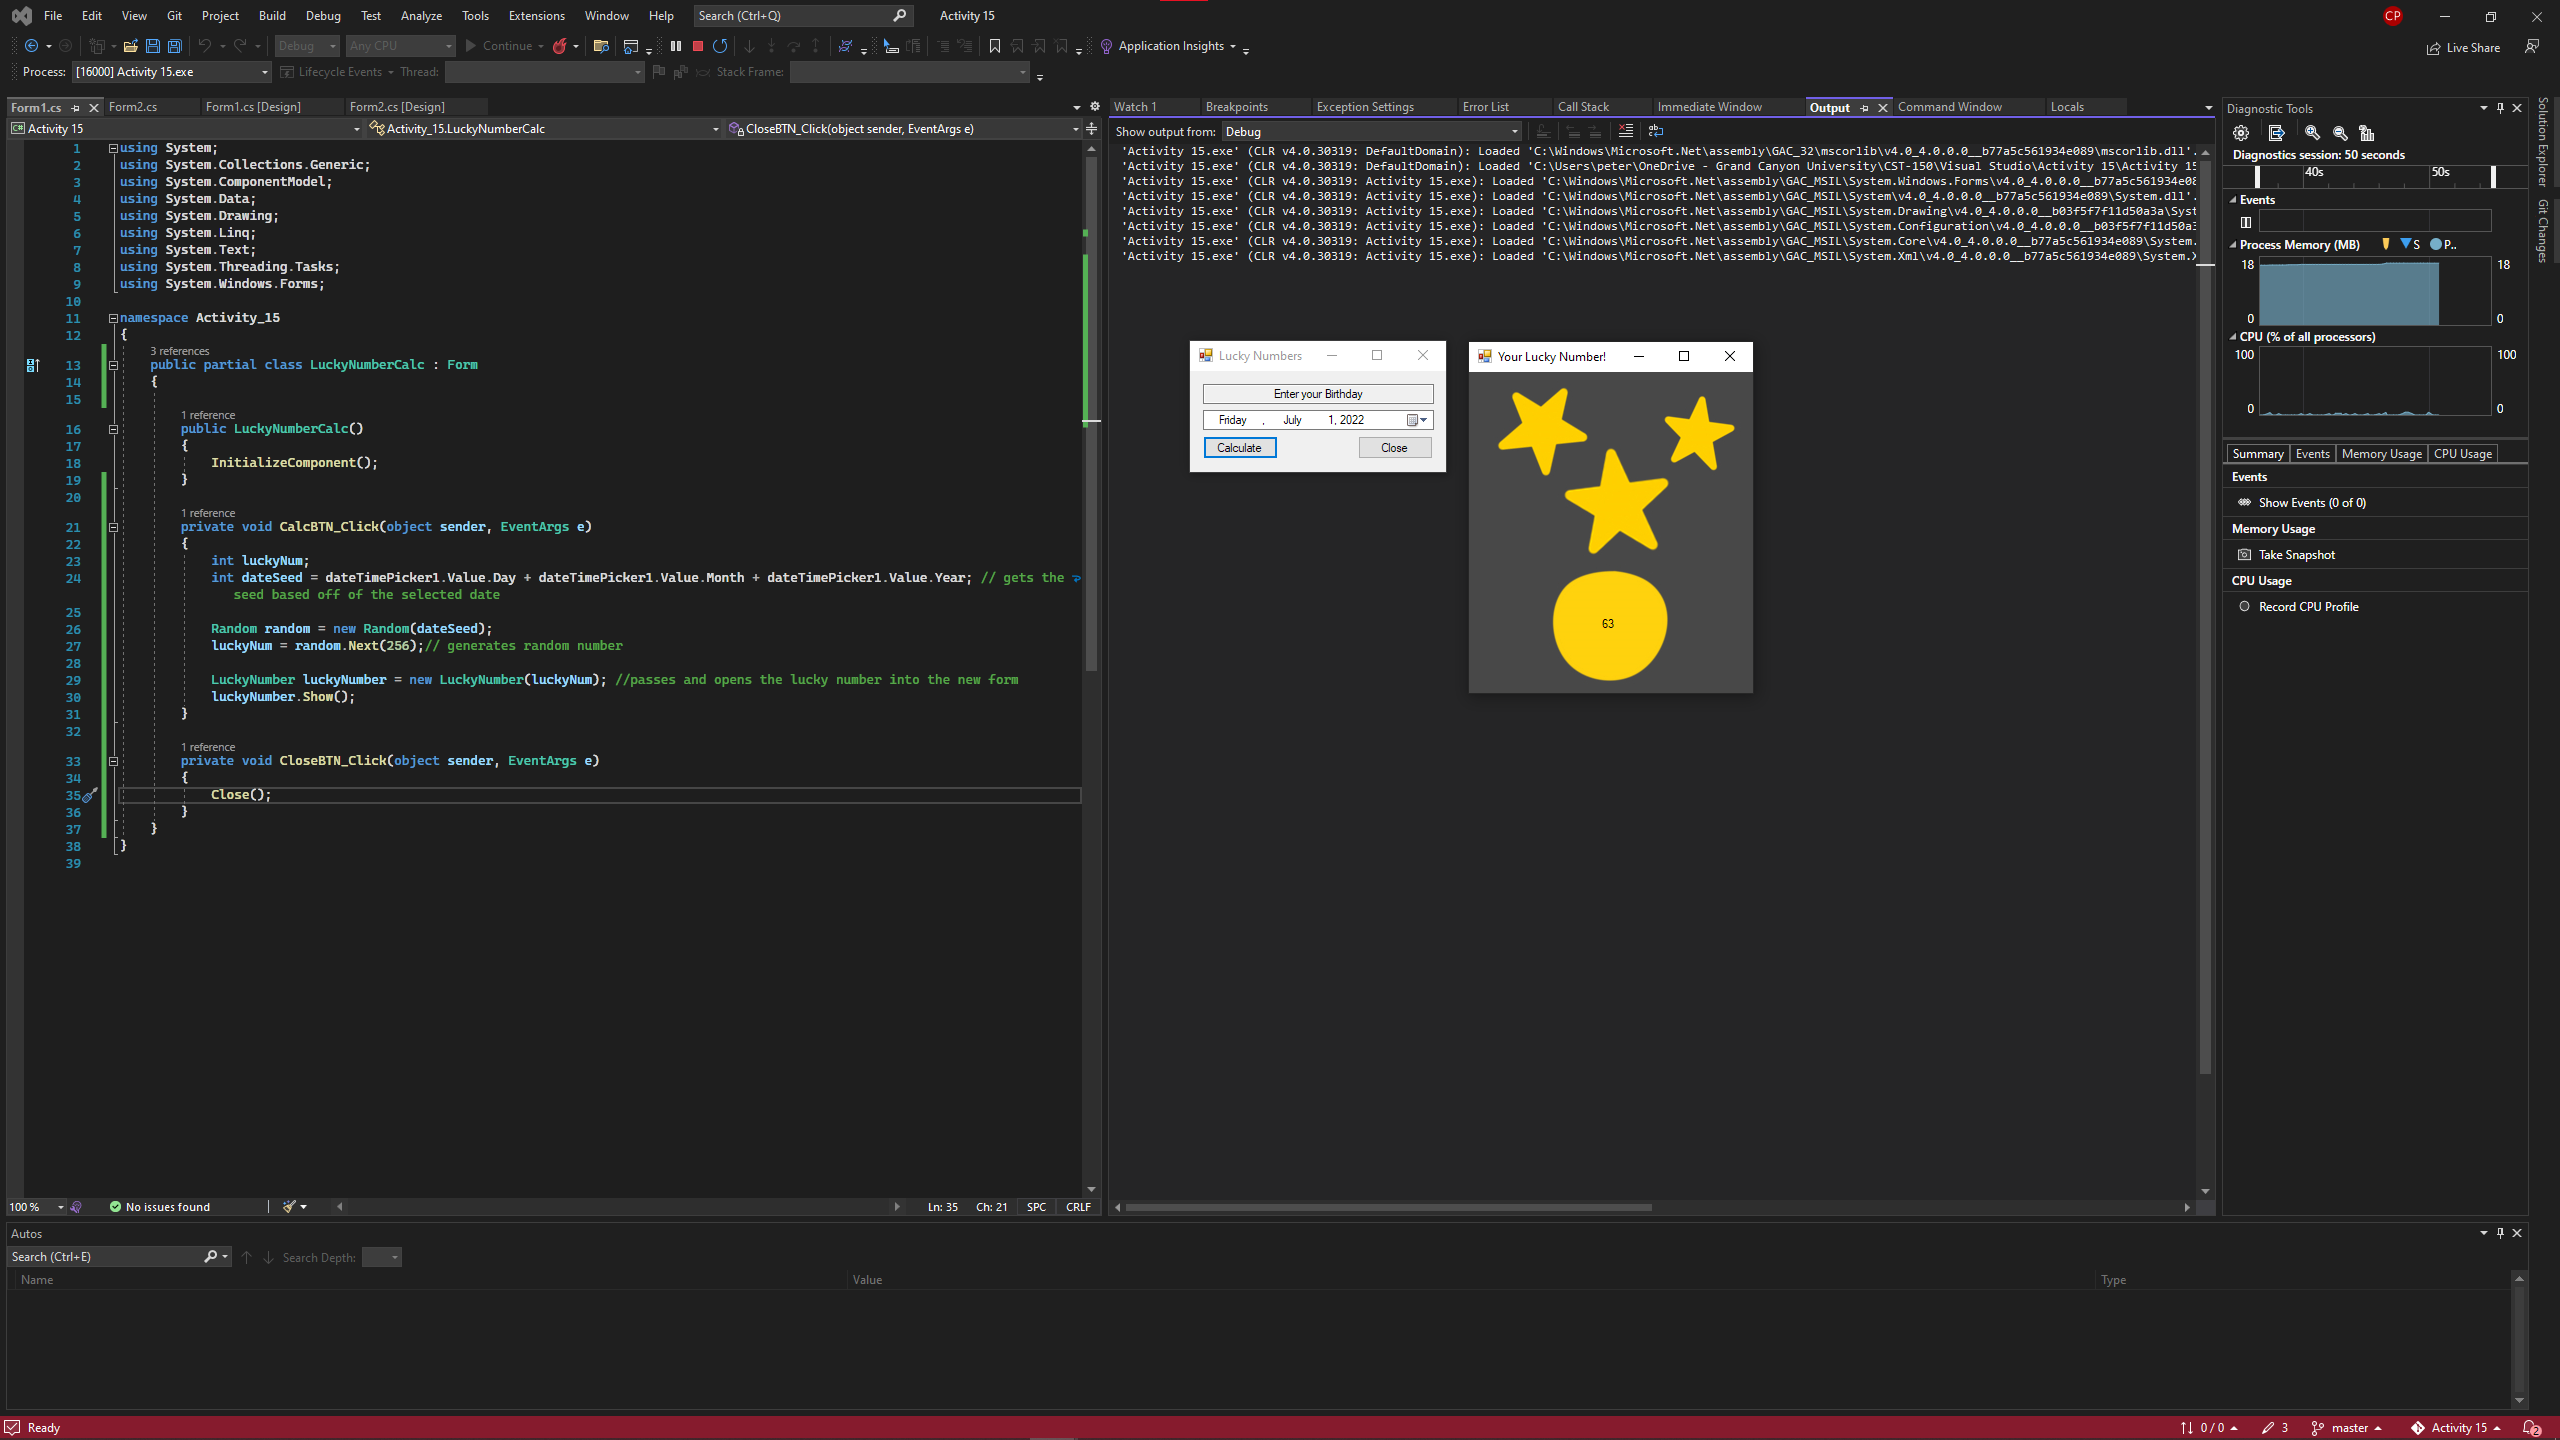 File Edit View Git Project Build Debug Test Analyze Tools Extensions Window Help Search (Ctrl+Q) Activity 15 CP
Debug Any CPU Continue Application Insights Live Share
Process: [16000] Activity 15.exe Lifecycle Events Thread: Stack Frame:
Form1.cs Form2.cs Form1.cs [Design] Form2.cs [Design]
Activity 15 Activity_15.LuckyNumberCalc CloseBTN_Click(object sender, EventArgs e)
1 using System;
2 using System.Collections.Generic;
3 using System.ComponentModel;
4 using System.Data;
5 using System.Drawing;
6 using System.Linq;
7 using System.Text;
8 using System.Threading.Tasks;
9 using System.Windows.Forms;
10
11 namespace Activity_15
12 {
3 references
13 public partial class LuckyNumberCalc : Form
14 {
15
1 reference
16 public LuckyNumberCalc()
17 {
18 InitializeComponent();
19 }
20
1 reference
21 private void CalcBTN_Click(object sender, EventArgs e)
22 {
23 int luckyNum;
24 int dateSeed = dateTimePicker1.Value.Day + dateTimePicker1.Value.Month + dateTimePicker1.Value.Year; // gets the
seed based off of the selected date
25
26 Random random = new Random(dateSeed);
27 luckyNum = random.Next(256);// generates random number
28
29 LuckyNumber luckyNumber = new LuckyNumber(luckyNum); //passes and opens the lucky number into the new form
30 luckyNumber.Show();
31 }
32
1 reference
33 private void CloseBTN_Click(object sender, EventArgs e)
34 {
35 Close();
36 }
37 }
38 }
39
100 % No issues found Ln: 35 Ch: 21 SPC CRLF
Watch 1 Breakpoints Exception Settings Error List Call Stack Immediate Window Output Command Window Locals
Show output from: Debug
'Activity 15.exe' (CLR v4.0.30319: DefaultDomain): Loaded 'C:\Windows\Microsoft.Net\assembly\GAC_32\mscorlib\v4.0_4.0.0.0__b77a5c561934e089\mscorlib.dll'.
'Activity 15.exe' (CLR v4.0.30319: DefaultDomain): Loaded 'C:\Users\peter\OneDrive - Grand Canyon University\CST-150\Visual Studio\Activity 15\Activity 15
'Activity 15.exe' (CLR v4.0.30319: Activity 15.exe): Loaded 'C:\Windows\Microsoft.Net\assembly\GAC_MSIL\System.Windows.Forms\v4.0_4.0.0.0__b77a5c561934e08
'Activity 15.exe' (CLR v4.0.30319: Activity 15.exe): Loaded 'C:\Windows\Microsoft.Net\assembly\GAC_MSIL\System\v4.0_4.0.0.0__b77a5c561934e089\System.dll'.
'Activity 15.exe' (CLR v4.0.30319: Activity 15.exe): Loaded 'C:\Windows\Microsoft.Net\assembly\GAC_MSIL\System.Drawing\v4.0_4.0.0.0__b03f5f7f11d50a3a\Syst
'Activity 15.exe' (CLR v4.0.30319: Activity 15.exe): Loaded 'C:\Windows\Microsoft.Net\assembly\GAC_MSIL\System.Configuration\v4.0_4.0.0.0__b03f5f7f11d50a3
'Activity 15.exe' (CLR v4.0.30319: Activity 15.exe): Loaded 'C:\Windows\Microsoft.Net\assembly\GAC_MSIL\System.Core\v4.0_4.0.0.0__b77a5c561934e089\System.
'Activity 15.exe' (CLR v4.0.30319: Activity 15.exe): Loaded 'C:\Windows\Microsoft.Net\assembly\GAC_MSIL\System.Xml\v4.0_4.0.0.0__b77a5c561934e089\System.X
Lucky Numbers
Enter your Birthday
Friday , July 1, 2022
Calculate Close
Your Lucky Number!
63
Diagnostic Tools
Diagnostics session: 50 seconds
40s 50s
Events
Process Memory (MB) S P..
18 18
0 0
CPU (% of all processors)
100 100
0 0
Summary Events Memory Usage CPU Usage
Events
Show Events (0 of 0)
Memory Usage
Take Snapshot
CPU Usage
Record CPU Profile
Solution Explorer
Git Changes
Autos
Search (Ctrl+E) Search Depth:
Name Value Type
Ready 0 / 0 3 master Activity 15 2